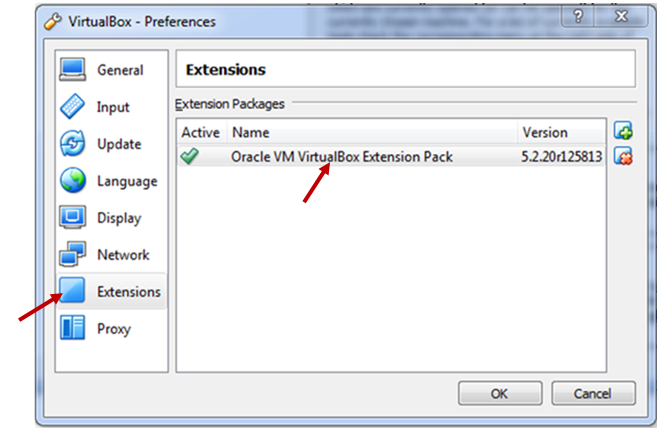 VirtualBox - Preferences
?
General
Input
Update
Language
Display
Network
Extensions
Proxy
Extensions
Extension Packages
Active Name Version
Oracle VM VirtualBox Extension Pack 5.2.20r125813
OK Cancel